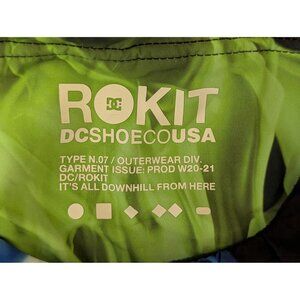 ROKIT
DCSHOECOUSA
TYPE N.07 / OUTERWEAR DIV.
GARMENT ISSUE: PROD W20-21
DC/ROKIT
IT'S ALL DOWNHILL FROM HERE